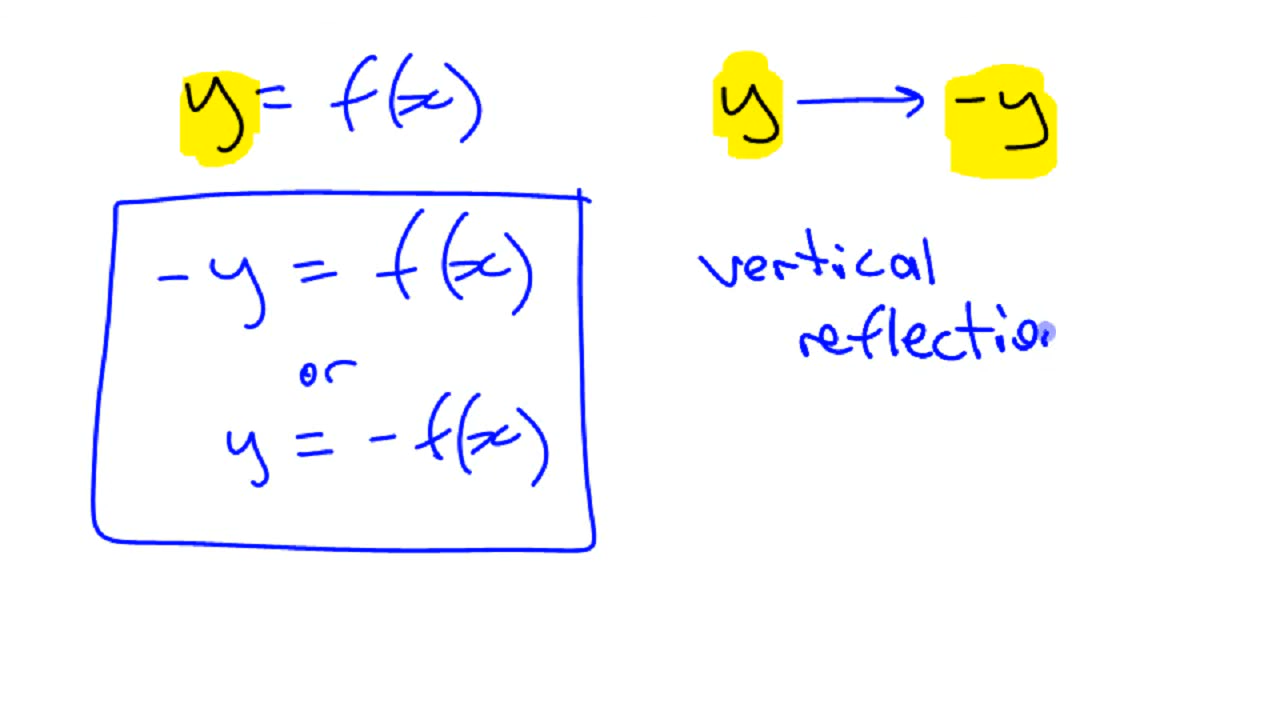 y = f(x)
y → -y
-y = f(x)
or
y = -f(x)
vertical
reflection